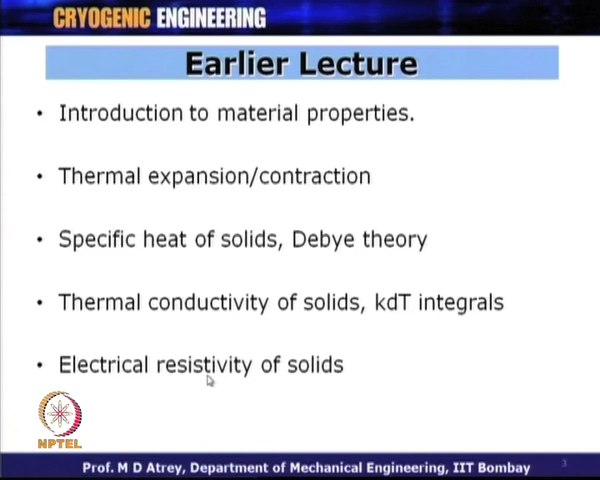 CRYOGENIC ENGINEERING
Earlier Lecture
• Introduction to material properties.
• Thermal expansion/contraction
• Specific heat of solids, Debye theory
• Thermal conductivity of solids, kdT integrals
• Electrical resistivity of solids
NPTEL
Prof. M D Atrey, Department of Mechanical Engineering, IIT Bombay
3